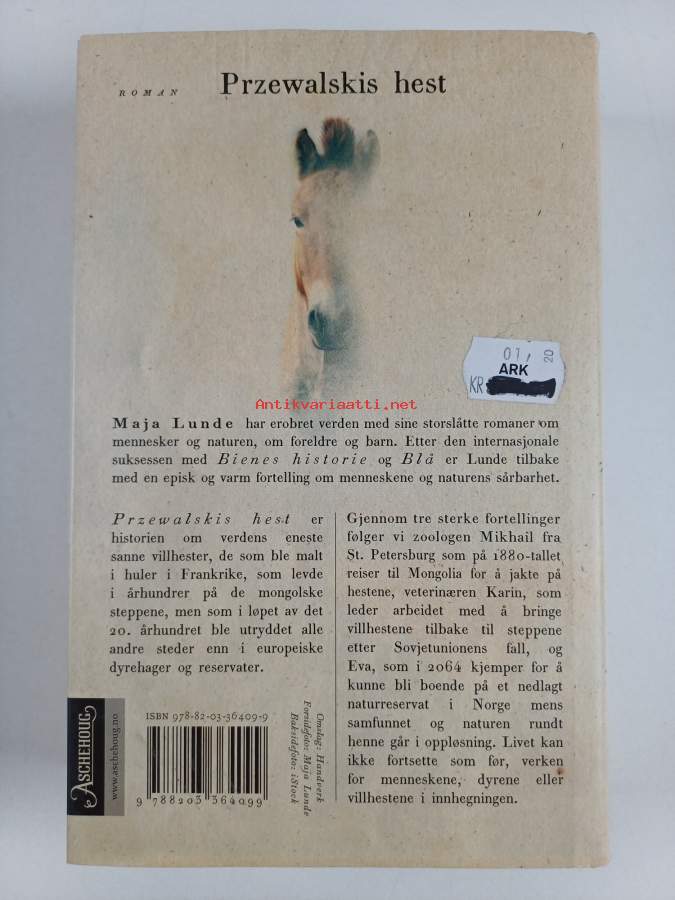 ROMAN
Przewalskis hest
01, 20
ARK
KR
Antikvariaatti.net
Maja Lunde har erobret verden med sine storslåtte romaner om
mennesker og naturen, om foreldre og barn. Etter den internasjonale
suksessen med Bienes historie og Blå er Lunde tilbake
med en episk og varm fortelling om menneskene og naturens sårbarhet.
Przewalskis hest er
historien om verdens eneste
sanne villhester, de som ble malt
i huler i Frankrike, som levde
i århundrer på de mongolske
steppene, men som i løpet av det
20. århundret ble utryddet alle
andre steder enn i europeiske
dyrehager og reservater.
Gjennom tre sterke fortellinger
følger vi zoologen Mikhail fra
St. Petersburg som på 1880-tallet
reiser til Mongolia for å jakte på
hestene, veterinæren Karin, som
leder arbeidet med å bringe
villhestene tilbake til steppene
etter Sovjetunionens fall, og
Eva, som i 2064 kjemper for å
kunne bli boende på et nedlagt
naturreservat i Norge mens
samfunnet og naturen rundt
henne går i oppløsning. Livet kan
ikke fortsette som før, verken
for menneskene, dyrene eller
villhestene i innhegningen.
ASCHEHOUG
www.aschehoug.no
ISBN 978-82-03-36409-9
9 788203 364099
Omslag: Handverk
Forsidefoto: Maja Lunde
Baksidefoto: iStock